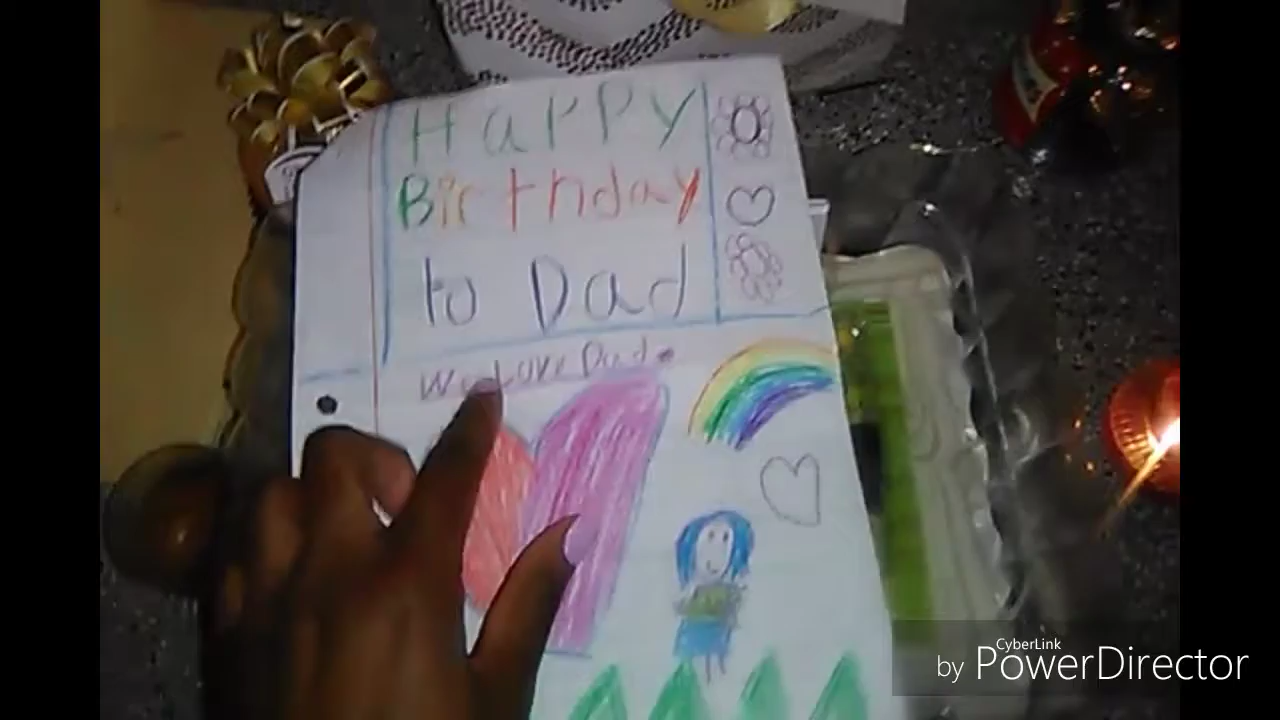 Happy
Birthday
to Dad
We Love Dad
CyberLink
by PowerDirector